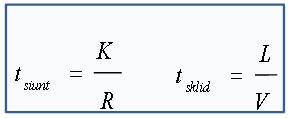 t_siunt = K/R t_sklid = L/V